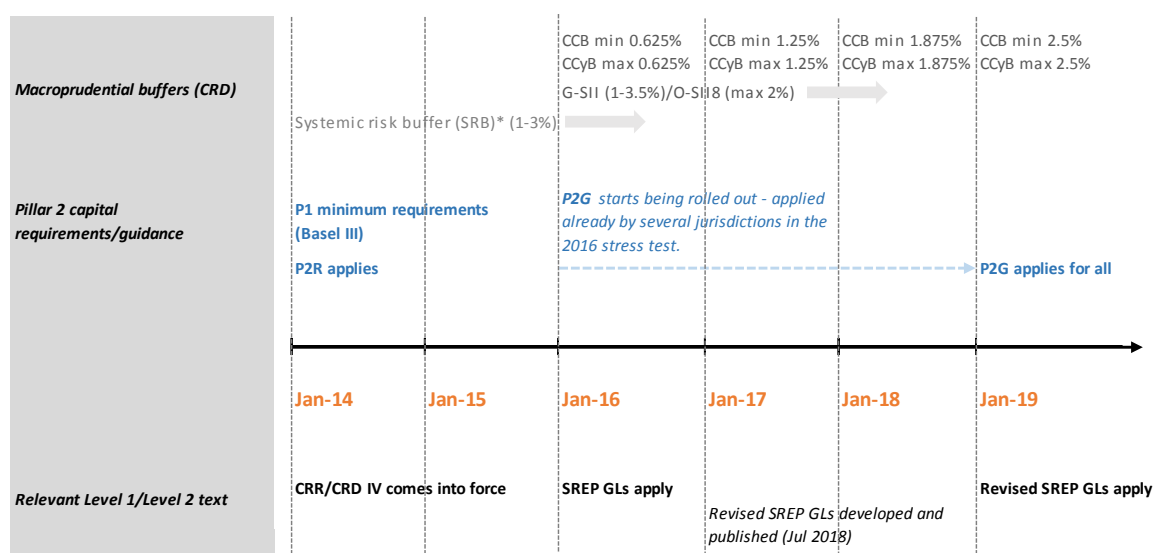 CCB min 0.625%
CCyB max 0.625%
CCB min 1.25%
CCyB max 1.25%
CCB min 1.875%
CCyB max 1.875%
CCB min 2.5%
CCyB max 2.5%
Macroprudential buffers (CRD)
G-SII (1-3.5%)/O-SII8 (max 2%)
Systemic risk buffer (SRB)* (1-3%)
Pillar 2 capital
requirements/guidance
P1 minimum requirements
(Basel III)
P2R applies
P2G starts being rolled out - applied
already by several jurisdictions in the
2016 stress test.
P2G applies for all
Jan-14
Jan-15
Jan-16
Jan-17
Jan-18
Jan-19
Relevant Level 1/Level 2 text
CRR/CRD IV comes into force
SREP GLs apply
Revised SREP GLs developed and
published (Jul 2018)
Revised SREP GLs apply